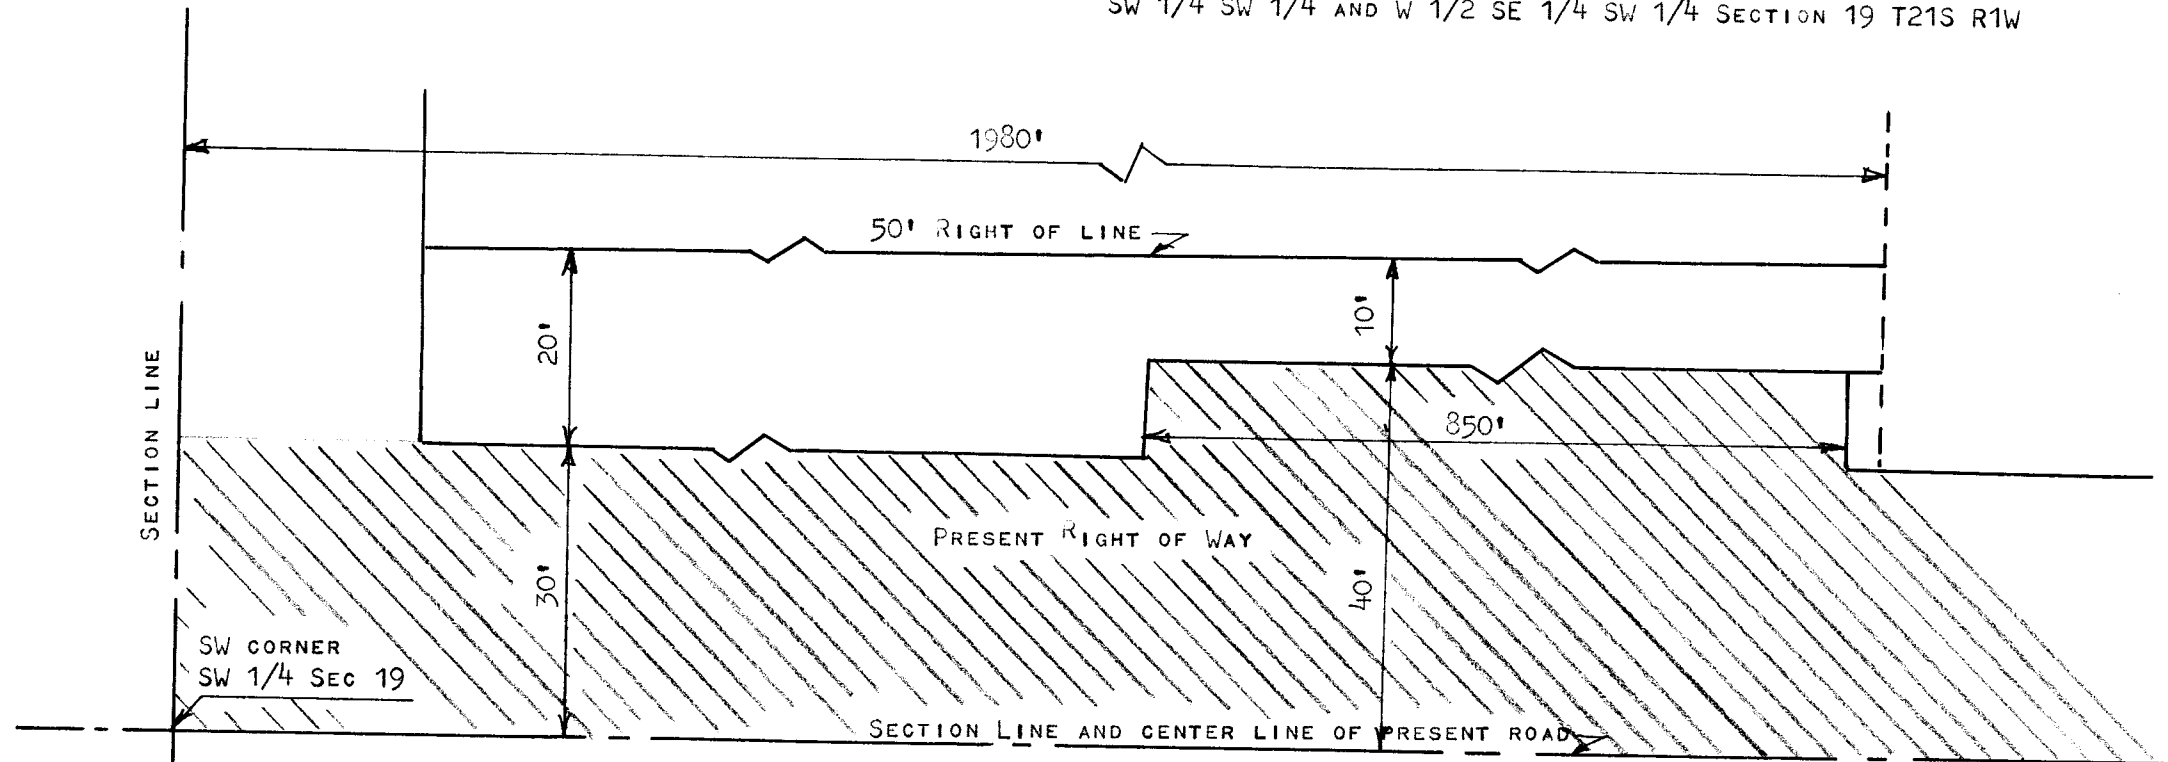 SW 1/4 SW 1/4 AND W 1/2 SE 1/4 SW 1/4 SECTION 19 T21S R1W
1980'
50' RIGHT OF LINE
20'
10'
SECTION LINE
850'
PRESENT RIGHT OF WAY
30'
40'
SW CORNER
SW 1/4 SEC 19
SECTION LINE AND CENTER LINE OF PRESENT ROAD